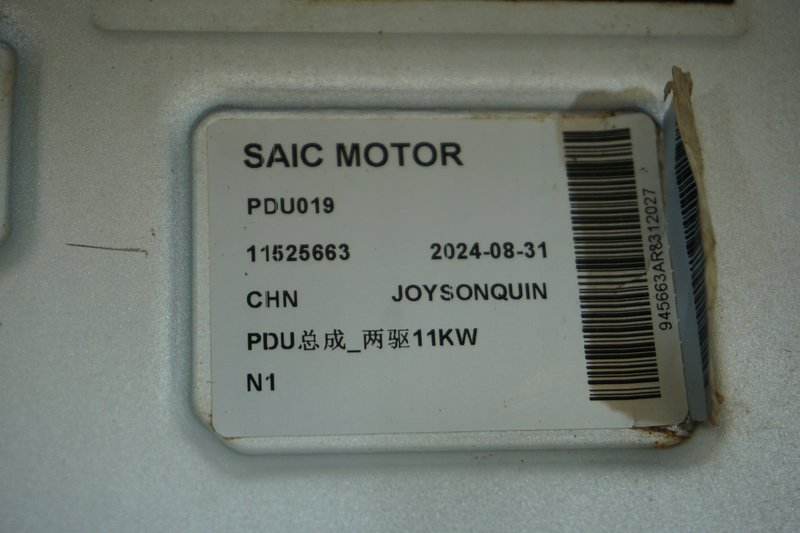 SAIC MOTOR
PDU019
11525663 2024-08-31
CHN JOYSONQUIN
PDU总成_两驱11KW
N1
945663AR8312027